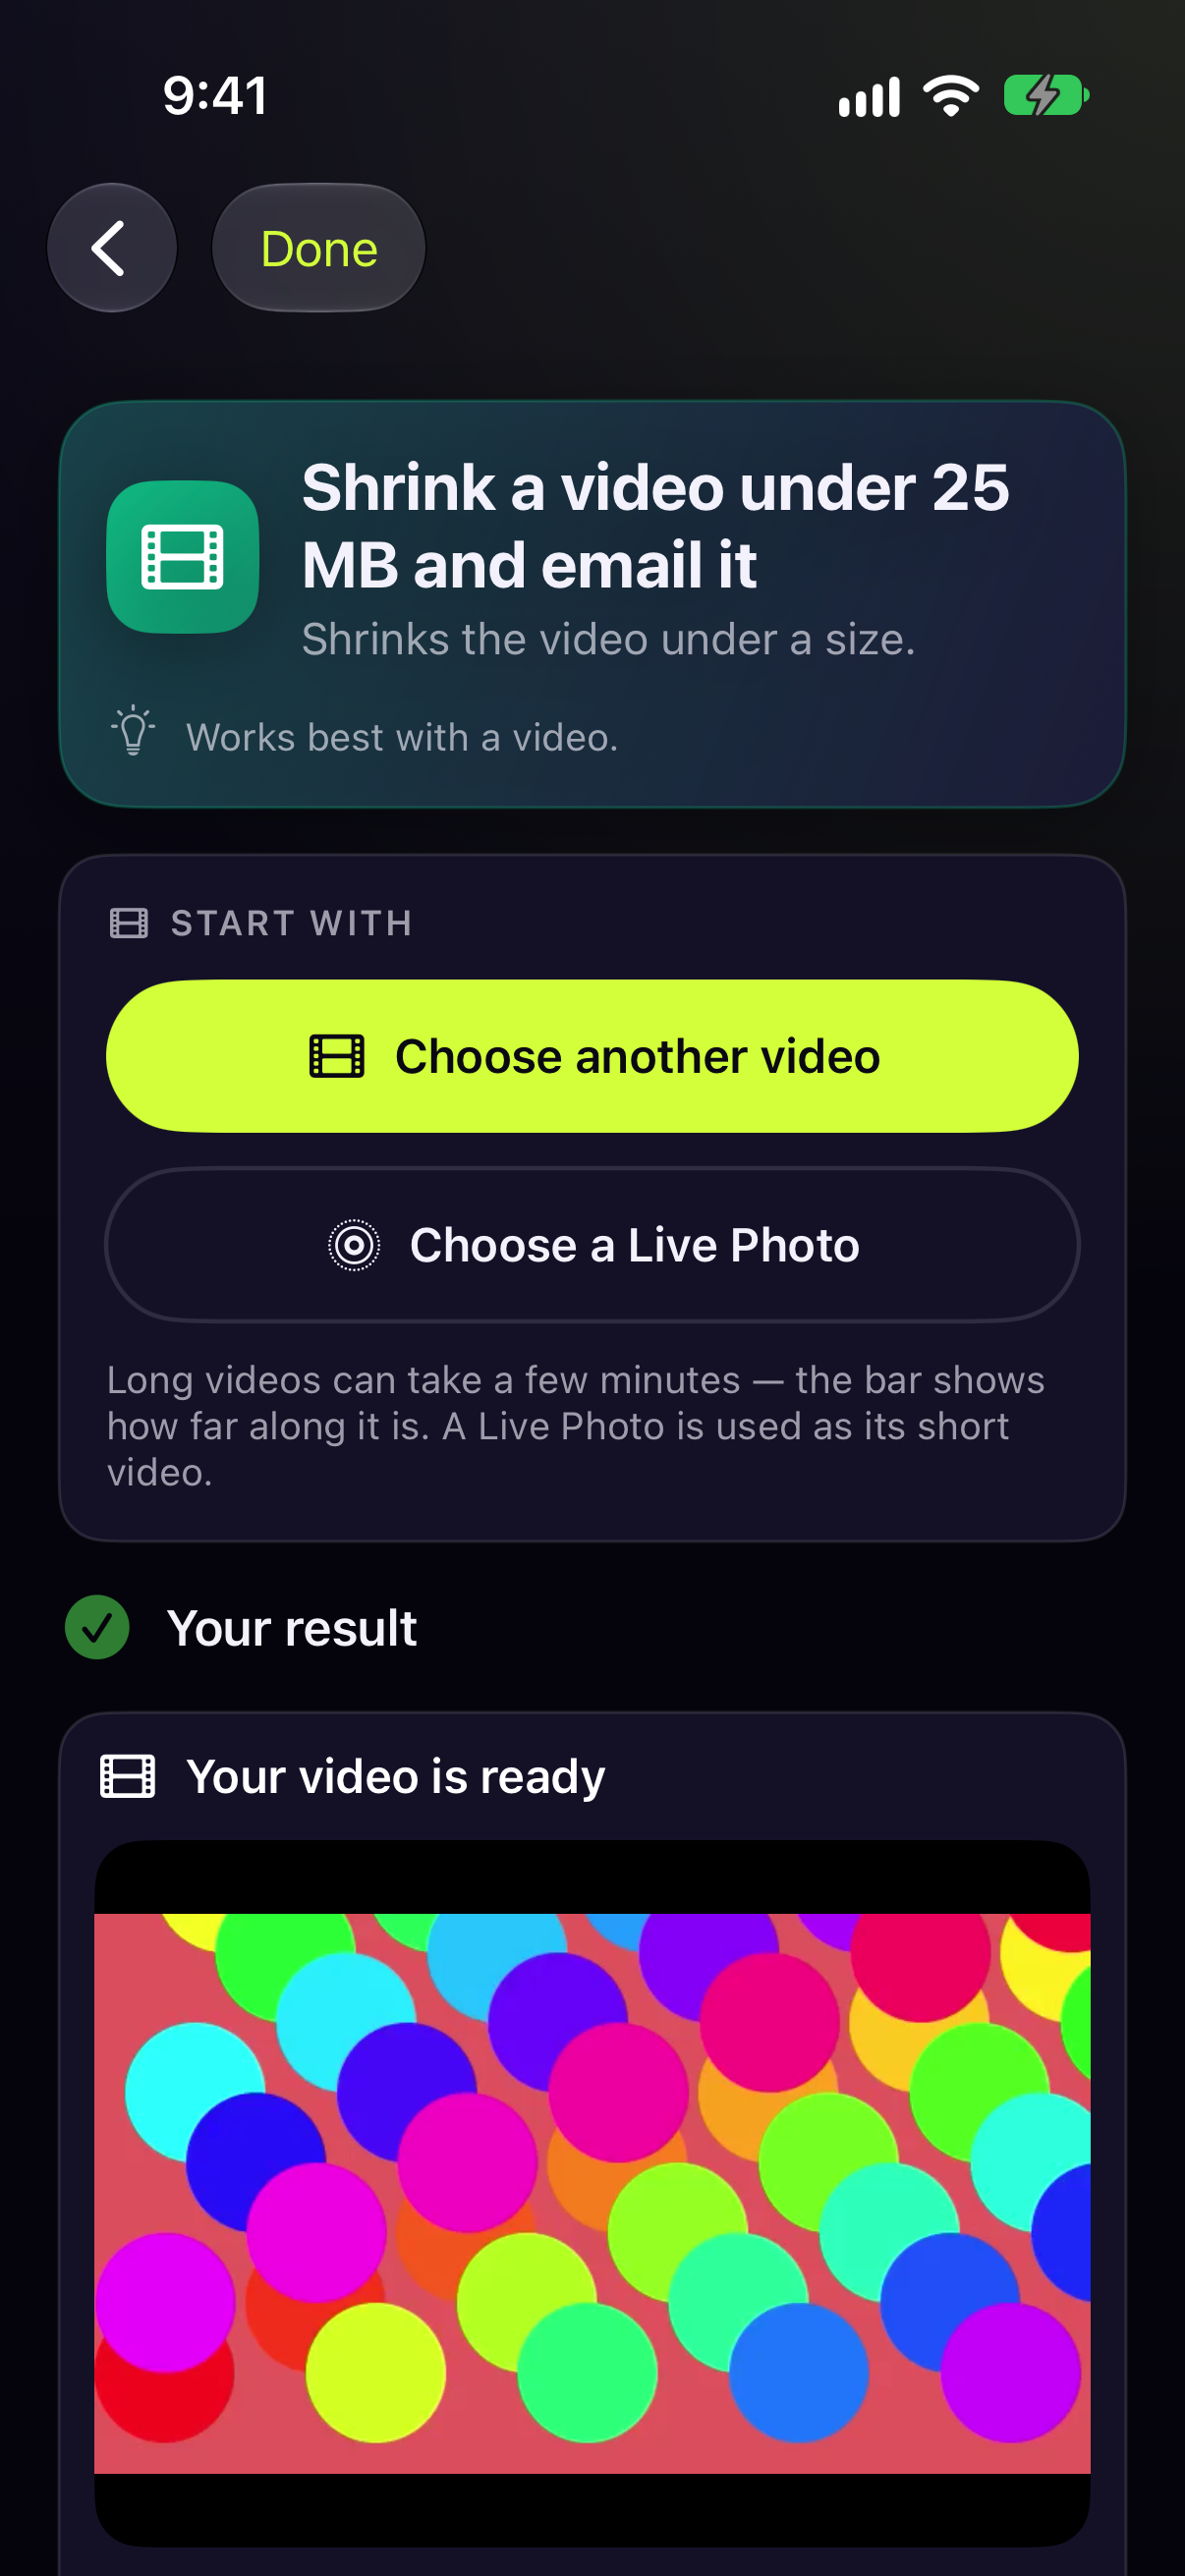 9:41
Done
Shrink a video under 25
MB and email it
Shrinks the video under a size.
Works best with a video.
START WITH
Choose another video
Choose a Live Photo
Long videos can take a few minutes — the bar shows
how far along it is. A Live Photo is used as its short
video.
Your result
Your video is ready